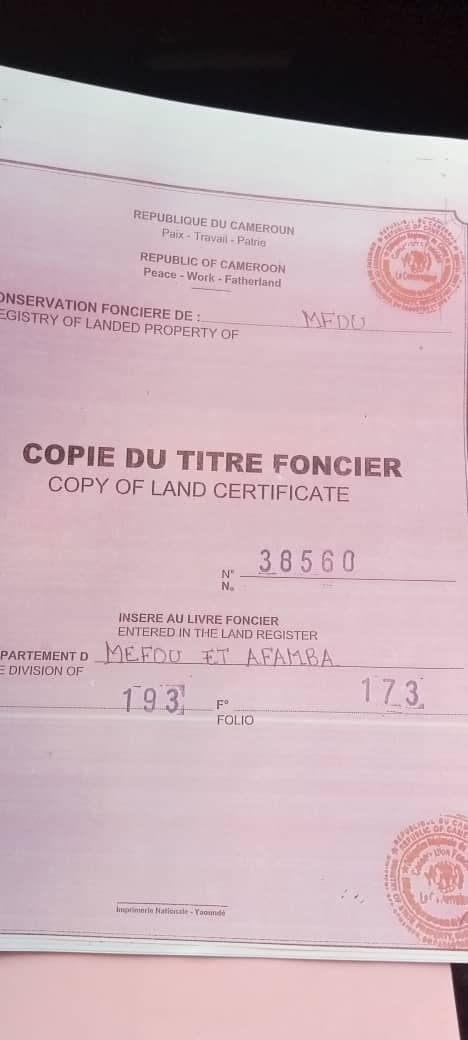 REPUBLIQUE DU CAMEROUN
Paix - Travail - Patrie
REPUBLIC OF CAMEROON
Peace - Work - Fatherland
ONSERVATION FONCIERE DE : MFDU
EGISTRY OF LANDED PROPERTY OF
COPIE DU TITRE FONCIER
COPY OF LAND CERTIFICATE
N° 38560
No.
INSERE AU LIVRE FONCIER
ENTERED IN THE LAND REGISTER
PARTEMENT D MEFOU ET AFAMBA
E DIVISION OF
193 F° 173
FOLIO
Imprimerie Nationale - Yaoundé